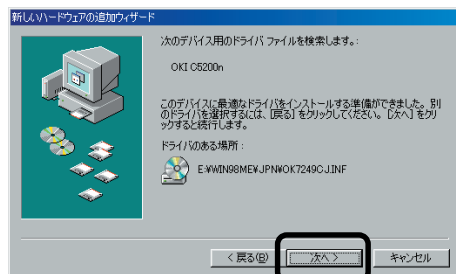 新しいハードウェアの追加ウィザード
次のデバイス用のドライバ ファイルを検索します。:
OKI C5200n
このデバイスに最適なドライバをインストールする準備ができました。別
のドライバを選択するには、[戻る] をクリックしてください。[次へ] をクリ
ックすると続行します。
ドライバのある場所:
E:¥WIN98ME¥JPN¥OK7249CJ.INF
< 戻る(B)
次へ >
キャンセル